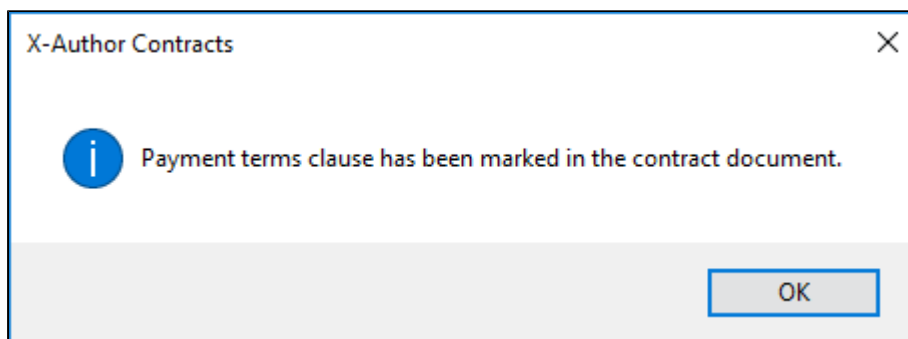 X-Author Contracts
Payment terms clause has been marked in the contract document.
OK